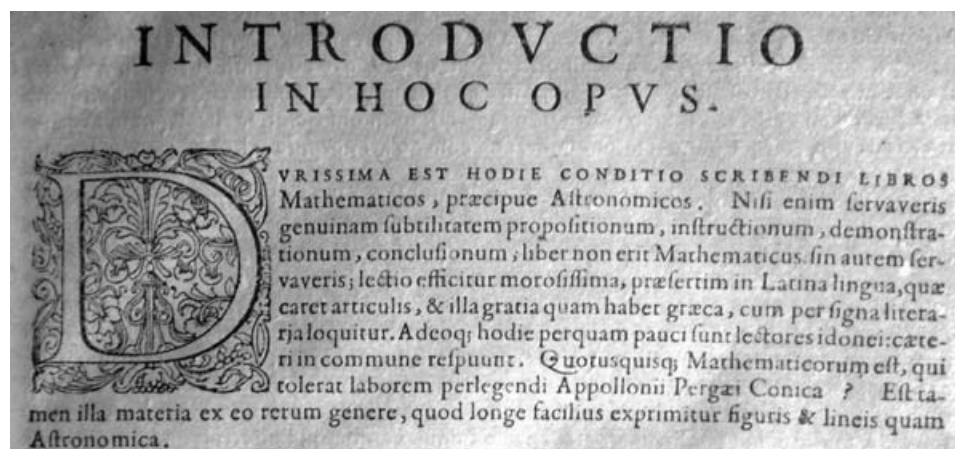 INTRODVCTIO
IN HOC OPVS.
DVRISSIMA EST HODIE CONDITIO SCRIBENDI LIBROS
Mathematicos, præcipue Aſtronomicos. Niſi enim ſervaveris
genuinam ſubtilitatem propoſitionum, inſtructionum, demonſtra-
tionum, concluſionum; liber non erit Mathematicus: ſin autem ſer-
vaveris; lectio efficitur moroſiſſima, præſertim in Latina lingua, quæ
caret articulis, & illa gratia quam habet græca, cum per ſigna litera-
ria loquitur. Adeoq; hodie perquam pauci ſunt lectores idonei: cæte-
ri in commune reſpuunt. Quotusquisq; Mathematicorum eſt, qui
tolerat laborem perlegendi Appollonii Pergæi Conica ? Eſt ta-
men illa materia ex eo rerum genere, quod longe facilius exprimitur figuris & lineis quam
Aſtronomica.